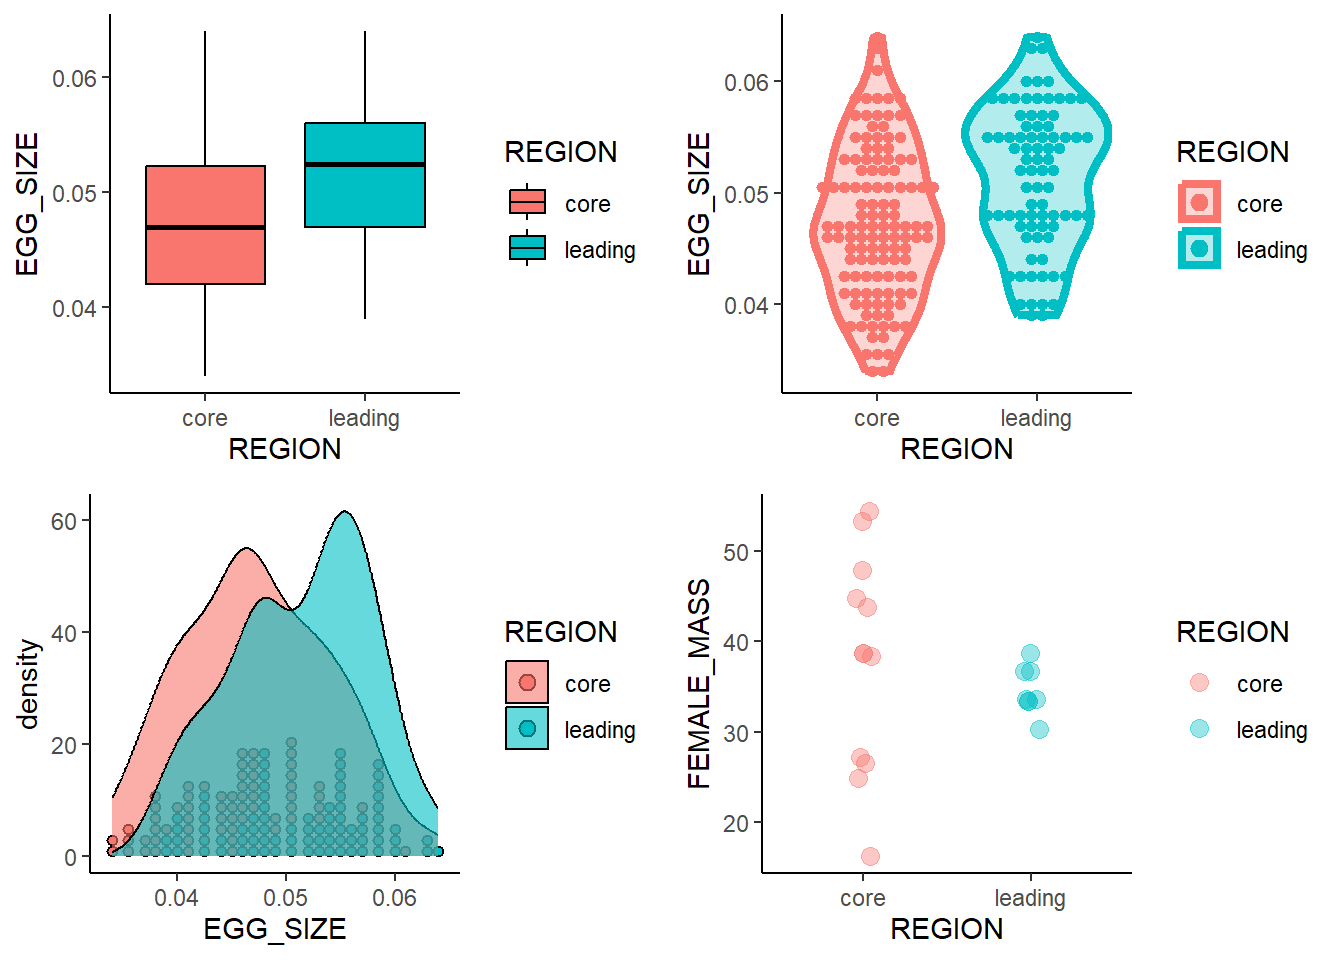 EGG_SIZE
0.06
0.05
0.04
core
leading
REGION
REGION
core
leading
EGG_SIZE
0.06
0.05
0.04
core
leading
REGION
REGION
core
leading
density
60
40
20
0
0.04
0.05
0.06
EGG_SIZE
REGION
core
leading
FEMALE_MASS
50
40
30
20
core
leading
REGION
REGION
core
leading